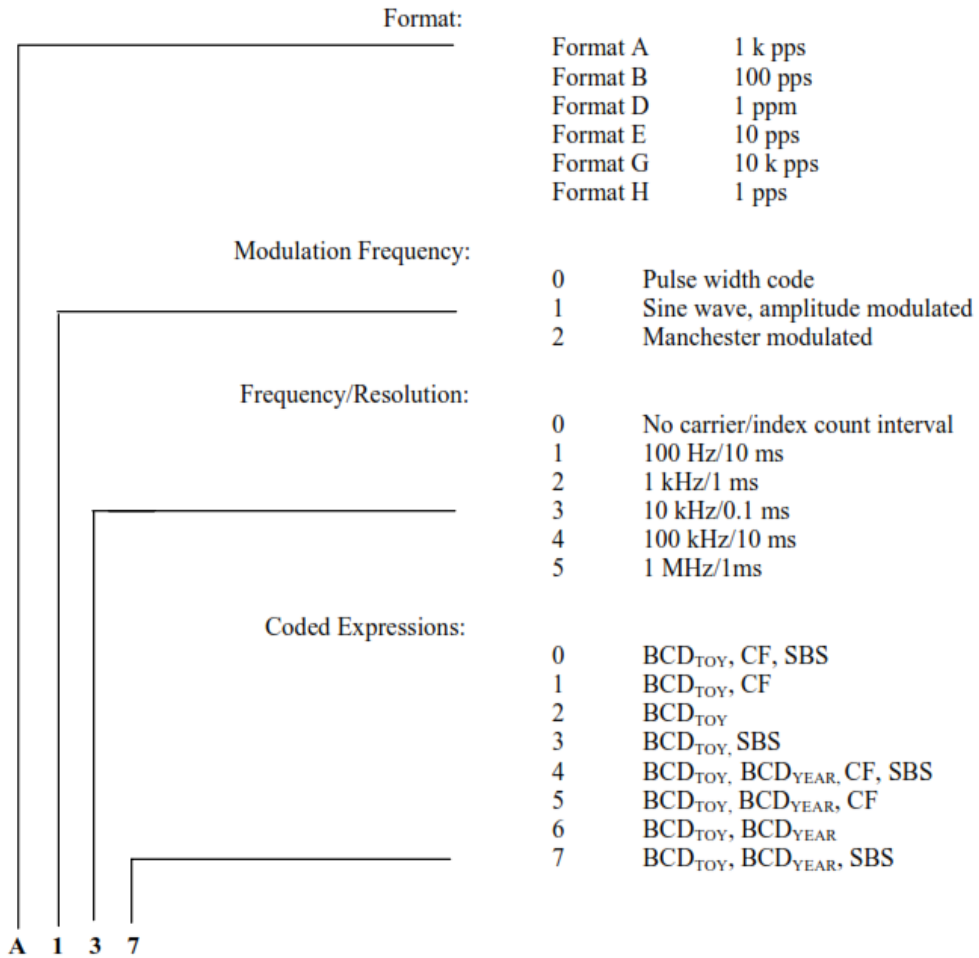 Format:
Format A 1 k pps
Format B 100 pps
Format D 1 ppm
Format E 10 pps
Format G 10 k pps
Format H 1 pps
Modulation Frequency:
0 Pulse width code
1 Sine wave, amplitude modulated
2 Manchester modulated
Frequency/Resolution:
0 No carrier/index count interval
1 100 Hz/10 ms
2 1 kHz/1 ms
3 10 kHz/0.1 ms
4 100 kHz/10 ms
5 1 MHz/1ms
Coded Expressions:
0 BCDTOY, CF, SBS
1 BCDTOY, CF
2 BCDTOY
3 BCDTOY, SBS
4 BCDTOY, BCDYEAR, CF, SBS
5 BCDTOY, BCDYEAR, CF
6 BCDTOY, BCDYEAR
7 BCDTOY, BCDYEAR, SBS
A 1 3 7